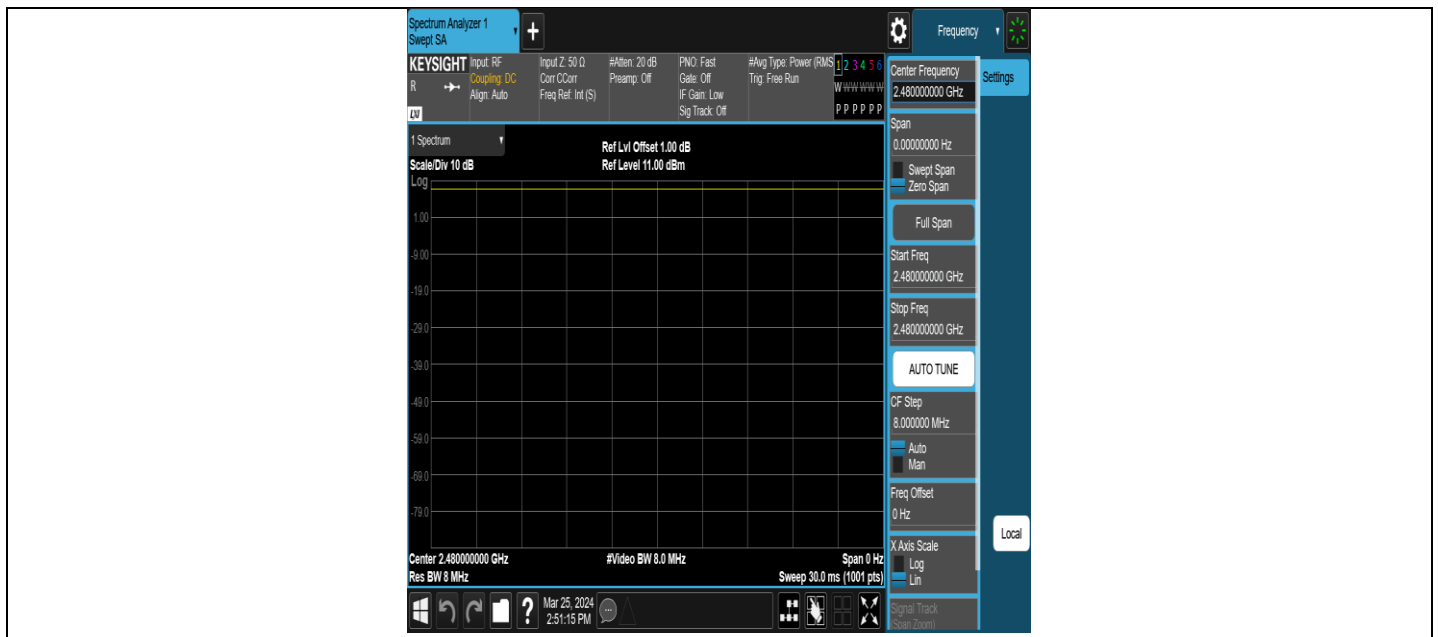 Spectrum Analyzer 1
Swept SA
Frequency
KEYSIGHT
R
LXI
Input: RF
Coupling: DC
Align: Auto
Input Z: 50 Ω
Corr CCorr
Freq Ref: Int (S)
#Atten: 20 dB
Preamp: Off
PNO: Fast
Gate: Off
IF Gain: Low
Sig Track: Off
#Avg Type: Power (RMS
Trig: Free Run
1 2 3 4 5 6
W W W W W W
P P P P P P
1 Spectrum
Scale/Div 10 dB
Ref Lvl Offset 1.00 dB
Ref Level 11.00 dBm
Log
1.00
-9.00
-19.0
-29.0
-39.0
-49.0
-59.0
-69.0
-79.0
Center 2.480000000 GHz
#Video BW 8.0 MHz
Span 0 Hz
Res BW 8 MHz
Sweep 30.0 ms (1001 pts)
Center Frequency
2.480000000 GHz
Settings
Span
0.00000000 Hz
Swept Span
Zero Span
Full Span
Start Freq
2.480000000 GHz
Stop Freq
2.480000000 GHz
AUTO TUNE
CF Step
8.000000 MHz
Auto
Man
Freq Offset
0 Hz
Local
X Axis Scale
Log
Lin
Signal Track
(Span Zoom)
?
Mar 25, 2024
2:51:15 PM